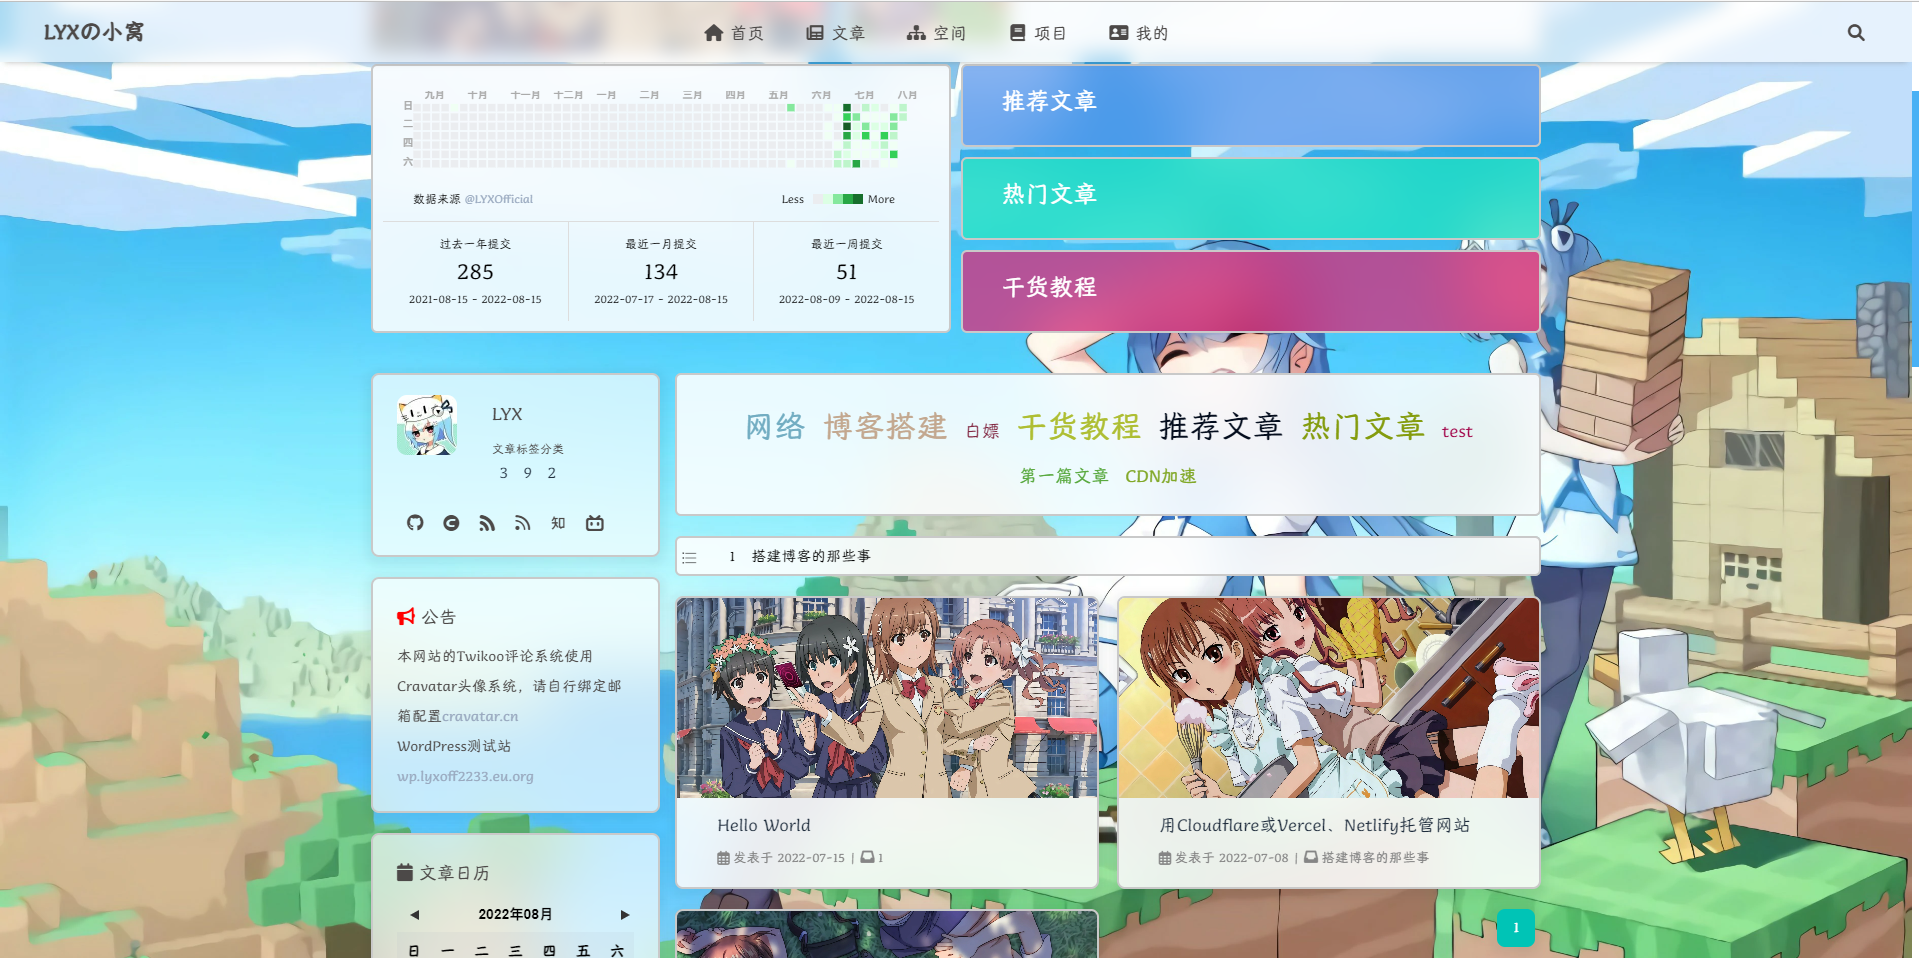 LYXの小窝
首页 文章 空间 项目 我的
九月 十月 十一月 十二月 一月 二月 三月 四月 五月 六月 七月 八月
日
二
四
六
数据来源 @LYXOfficial
Less More
过去一年提交 最近一月提交 最近一周提交
285 134 51
2021-08-15 - 2022-08-15 2022-07-17 - 2022-08-15 2022-08-09 - 2022-08-15
推荐文章
热门文章
干货教程
LYX
文章标签分类
3 9 2
知
公告
本网站的Twikoo评论系统使用
Cravatar头像系统，请自行绑定邮
箱配置cravatar.cn
WordPress测试站
wp.lyxoff2233.eu.org
文章日历
◀ 2022年08月 ▶
日 一 二 三 四 五 六
网络 博客搭建 白嫖 干货教程 推荐文章 热门文章 test
第一篇文章 CDN加速
1 搭建博客的那些事
Hello World
发表于 2022-07-15 | 1
用Cloudflare或Vercel、Netlify托管网站
发表于 2022-07-08 | 搭建博客的那些事
1